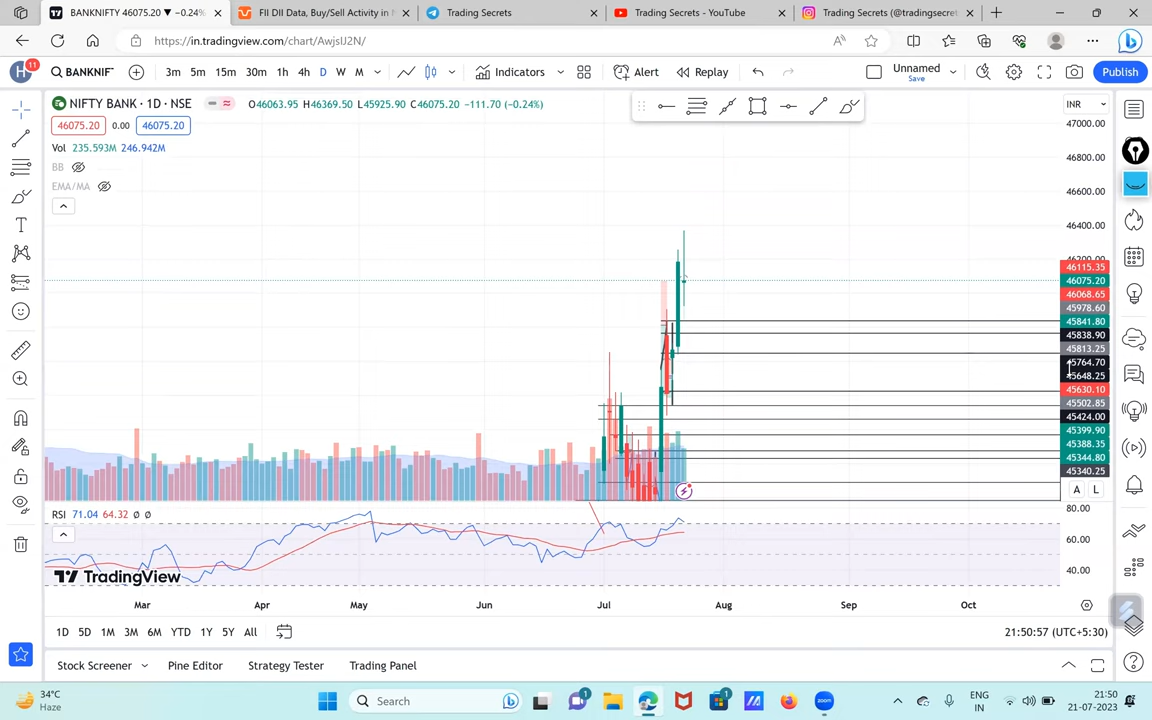 BANKNIFTY 46075.20 ▼ −0.24%
FII DII Data, Buy/Sell Activity in
Trading Secrets
Trading Secrets - YouTube
Trading Secrets (@tradingsecret
https://in.tradingview.com/chart/AwjsIJ2N/
H
11
BANKNIF
3m 5m 15m 30m 1h 4h D W M
Indicators
Alert
Replay
Unnamed
Save
Publish
NIFTY BANK · 1D · NSE
O46063.95 H46369.50 L45925.90 C46075.20 −111.70 (−0.24%)
INR
46075.20 0.00 46075.20
Vol 235.593M 246.942M
BB
EMA/MA
47000.00
46800.00
46600.00
46400.00
46200.00
46115.35
46075.20
46068.65
45978.60
45841.80
45838.90
45813.25
45764.70
45648.25
45630.10
45502.85
45424.00
45399.90
45388.35
45344.80
45340.25
A L
RSI 71.04 64.32 Ø Ø
80.00
60.00
40.00
TradingView
Mar Apr May Jun Jul Aug Sep Oct
1D 5D 1M 3M 6M YTD 1Y 5Y All
21:50:57 (UTC+5:30)
Stock Screener
Pine Editor
Strategy Tester
Trading Panel
34°C
Haze
Search
1
1
zoom
ENG
IN
21:50
21-07-2023